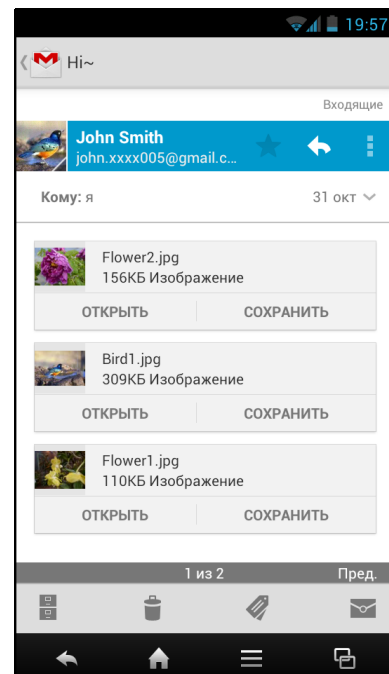 19:57
Hi~
Входящие
John Smith
john.xxxx005@gmail.c...
Кому: я
31 окт
Flower2.jpg
156КБ Изображение
ОТКРЫТЬ СОХРАНИТЬ
Bird1.jpg
309КБ Изображение
ОТКРЫТЬ СОХРАНИТЬ
Flower1.jpg
110КБ Изображение
ОТКРЫТЬ СОХРАНИТЬ
1 из 2 Пред.